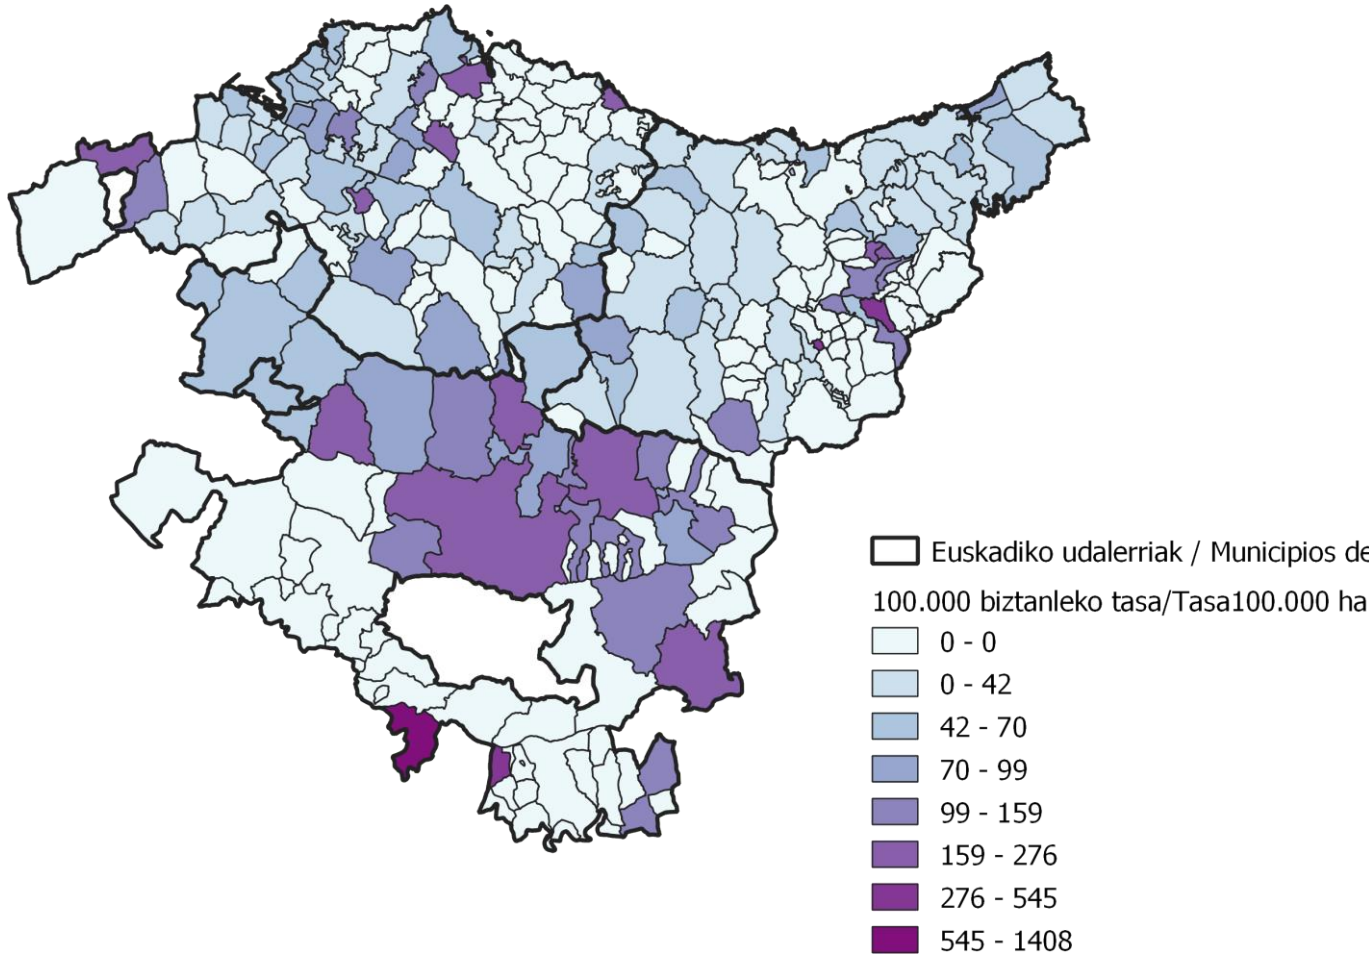 Euskadiko udalerriak / Municipios de
100.000 biztanleko tasa/Tasa100.000 ha
0 - 0
0 - 42
42 - 70
70 - 99
99 - 159
159 - 276
276 - 545
545 - 1408